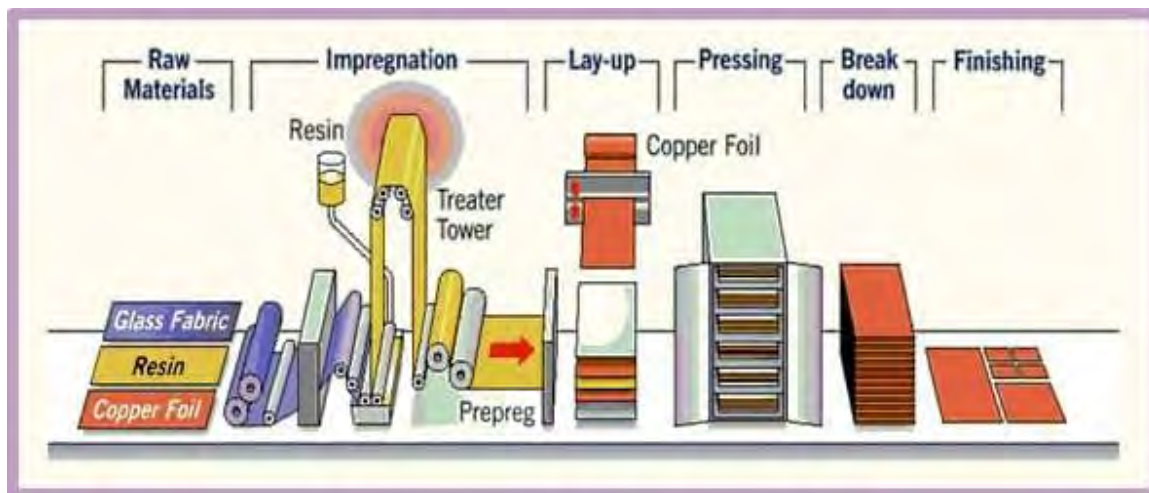 Raw
Materials
Impregnation
Lay-up
Pressing
Break
down
Finishing
Resin
Treater
Tower
Copper Foil
Glass Fabric
Resin
Copper Foil
Prepreg